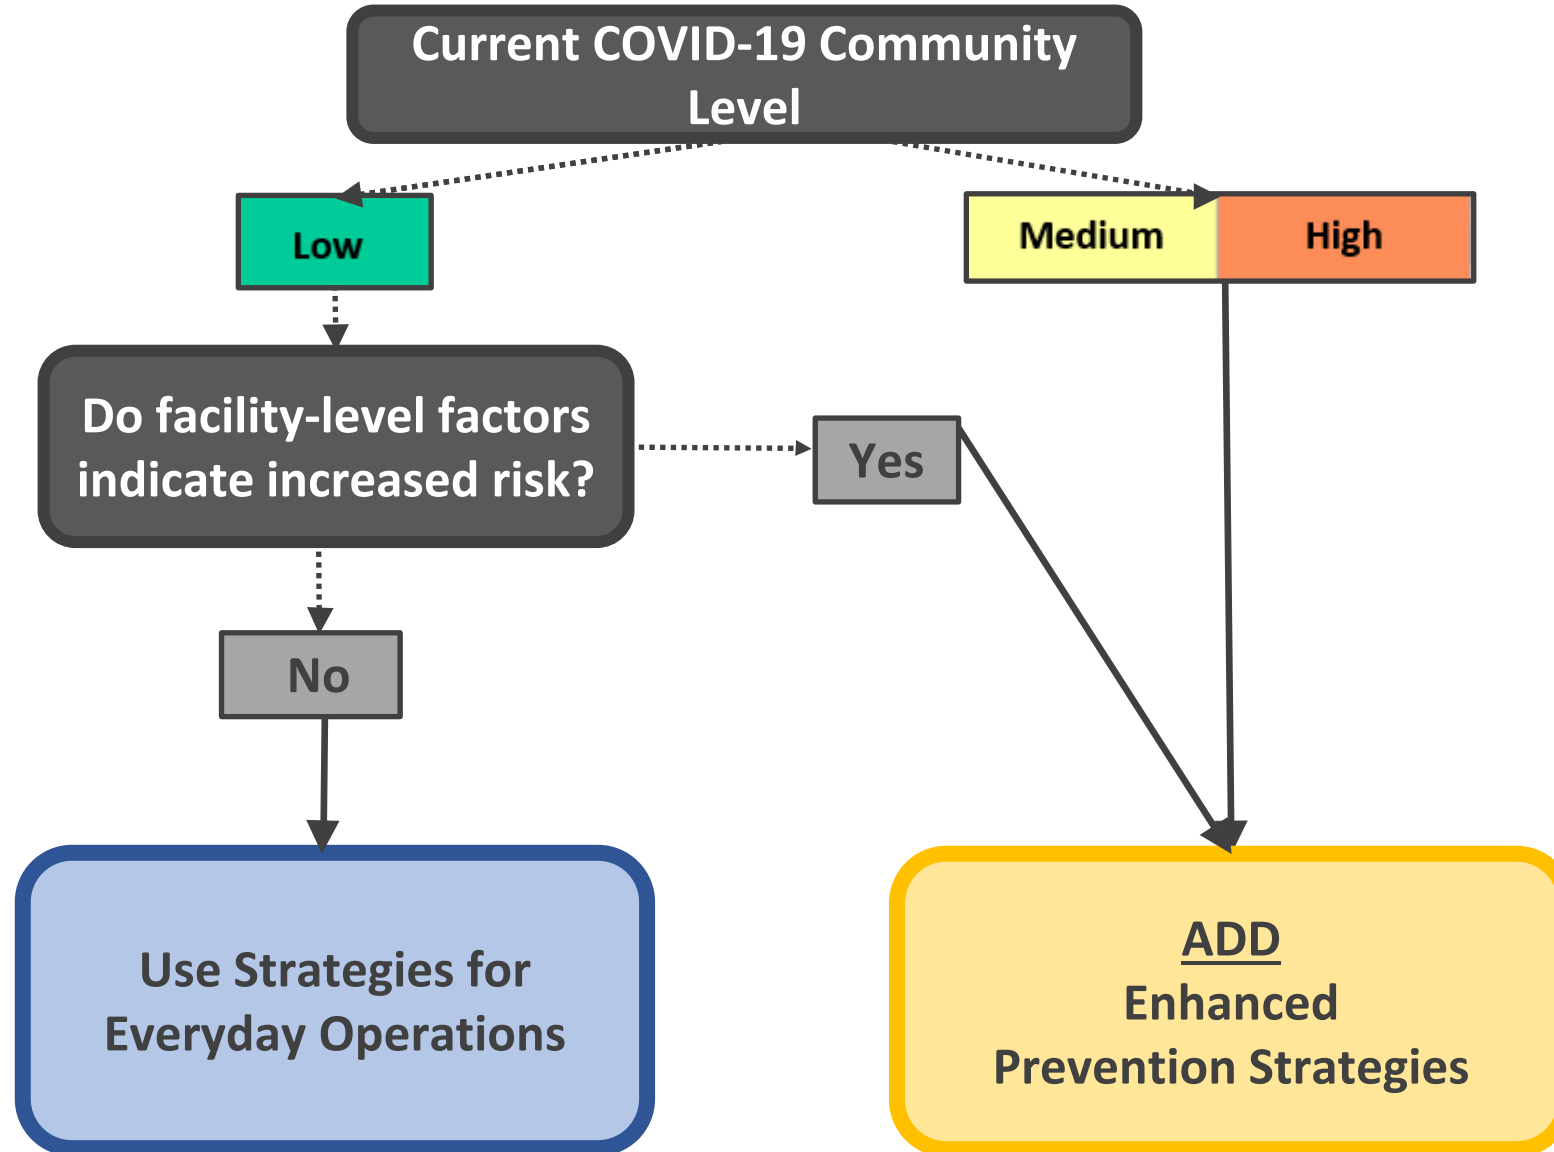 Current COVID-19 Community
Level
Low
Medium
High
Do facility-level factors
indicate increased risk?
Yes
No
Use Strategies for
Everyday Operations
ADD
Enhanced
Prevention Strategies